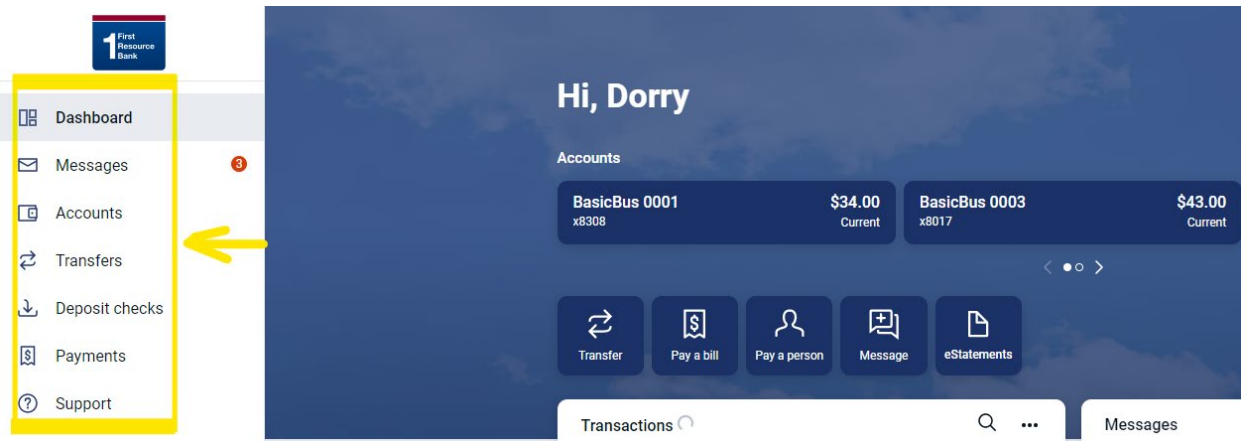 1 First
Resource
Bank
Dashboard
Messages 3
Accounts
Transfers
Deposit checks
Payments
Support
Hi, Dorry
Accounts
BasicBus 0001 $34.00
x8308 Current
BasicBus 0003 $43.00
x8017 Current
Transfer
Pay a bill
Pay a person
Message
eStatements
Transactions
Messages